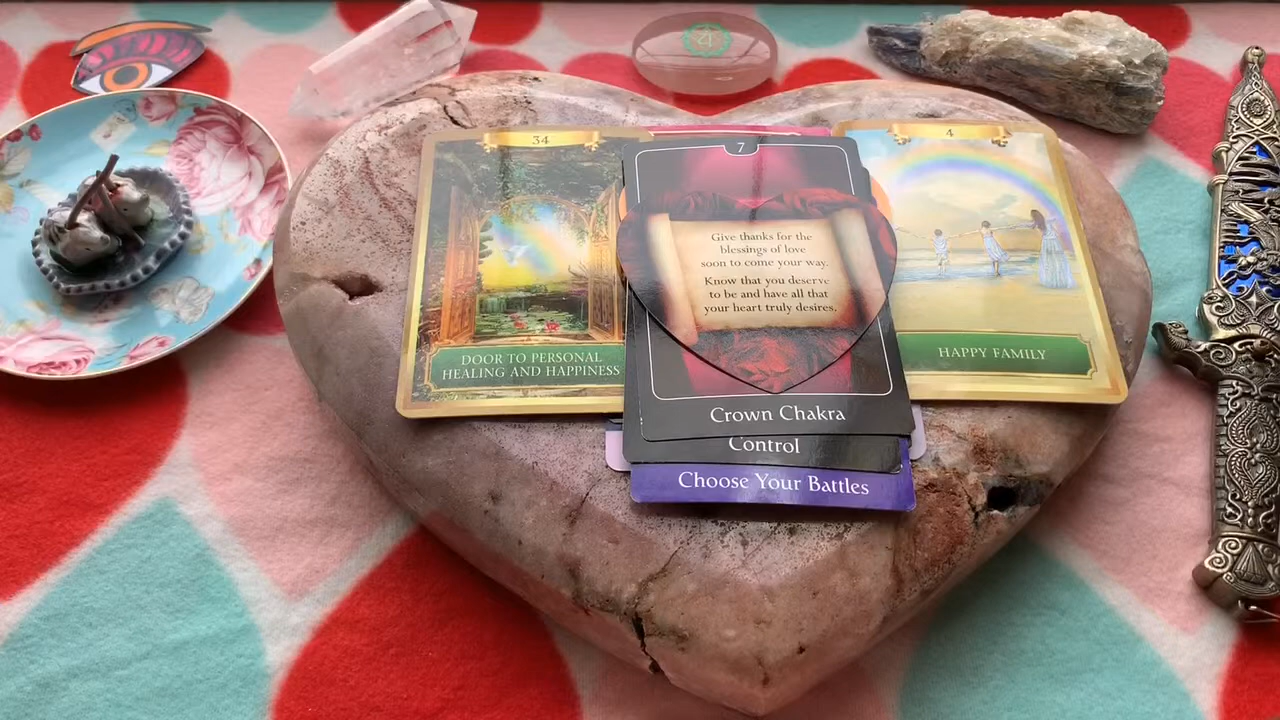 34
DOOR TO PERSONAL
HEALING AND HAPPINESS
7
Give thanks for the
blessings of love
soon to come your way.
Know that you deserve
to be and have all that
your heart truly desires.
Crown Chakra
Control
Choose Your Battles
4
HAPPY FAMILY